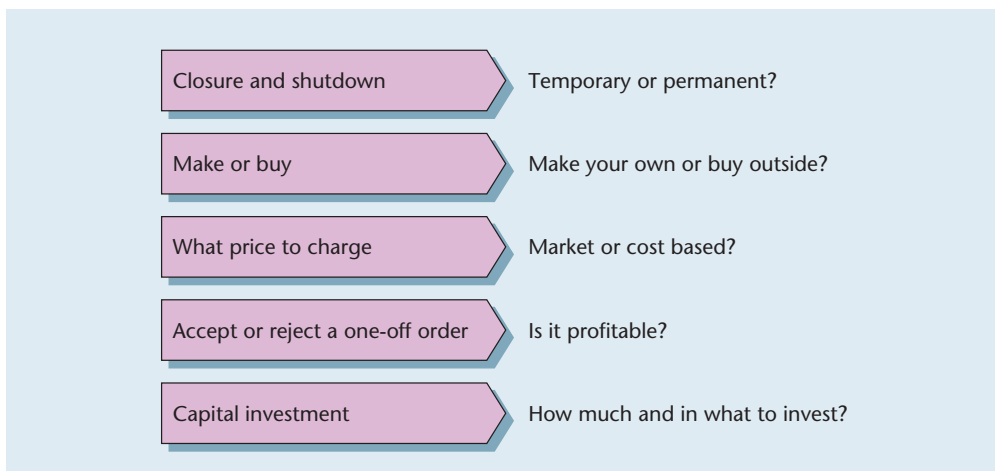 Closure and shutdown Temporary or permanent?
Make or buy Make your own or buy outside?
What price to charge Market or cost based?
Accept or reject a one-off order Is it profitable?
Capital investment How much and in what to invest?